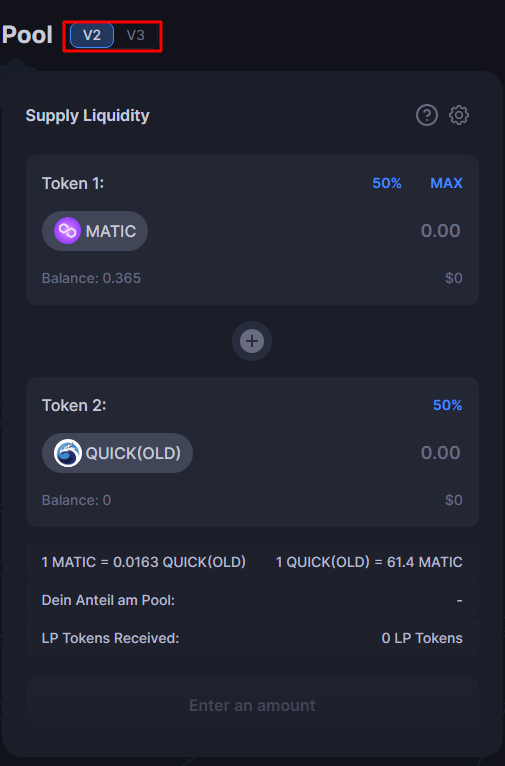 Pool V2 V3
Supply Liquidity
Token 1: 50% MAX
MATIC 0.00
Balance: 0.365 $0
Token 2: 50%
QUICK(OLD) 0.00
Balance: 0 $0
1 MATIC = 0.0163 QUICK(OLD) 1 QUICK(OLD) = 61.4 MATIC
Dein Anteil am Pool: -
LP Tokens Received: 0 LP Tokens
Enter an amount